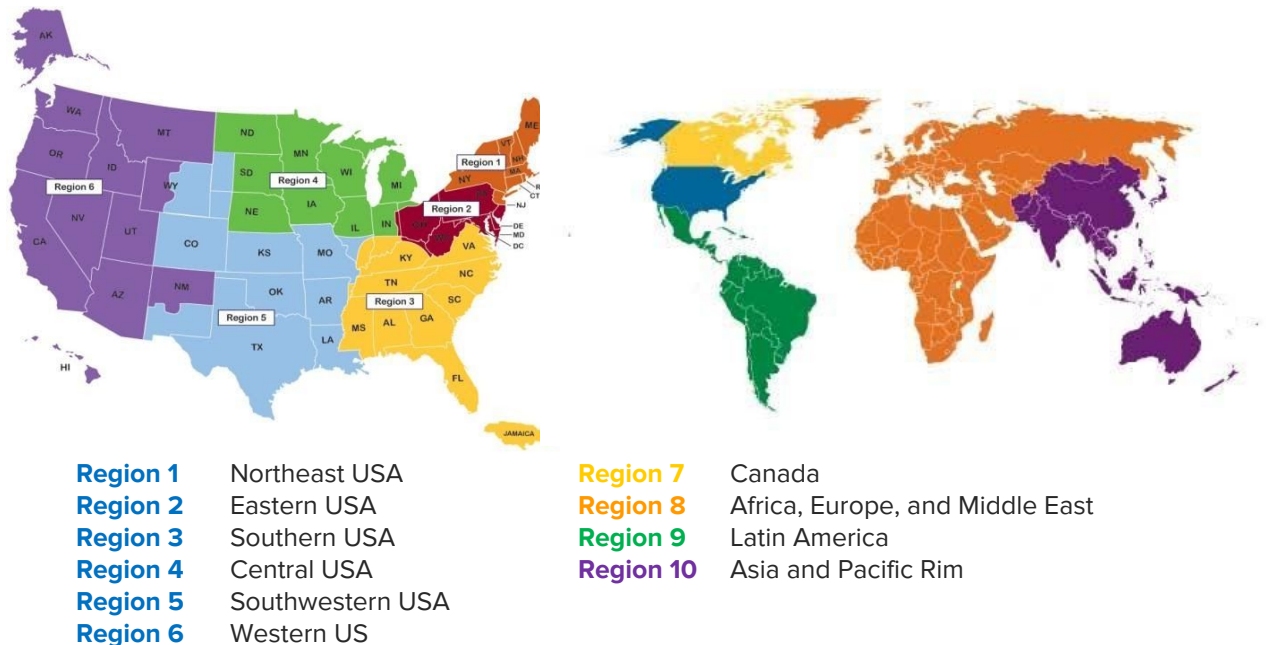 AK
WA
MT
ND
MN
ME
VT
NH
Region 1
MA
OR
ID
WY
SD
Region 4
WI
MI
NY
R
CT
Region 6
NE
IA
Region 2
NJ
NV
UT
CO
IL
IN
DE
MD
DC
CA
KS
MO
KY
VA
AZ
NM
OK
AR
TN
NC
Region 3
SC
Region 5
MS
AL
GA
TX
LA
HI
FL
JAMAICA
Region 1 Northeast USA
Region 2 Eastern USA
Region 3 Southern USA
Region 4 Central USA
Region 5 Southwestern USA
Region 6 Western US
Region 7 Canada
Region 8 Africa, Europe, and Middle East
Region 9 Latin America
Region 10 Asia and Pacific Rim